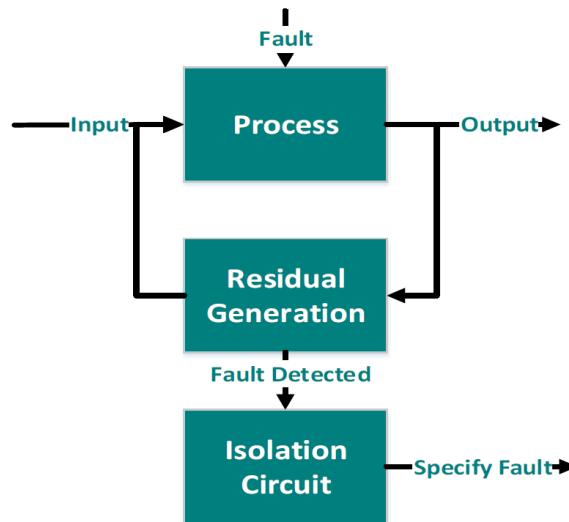 Fault
Input
Process
Output
Residual
Generation
Fault Detected
Isolation
Circuit
Specify Fault